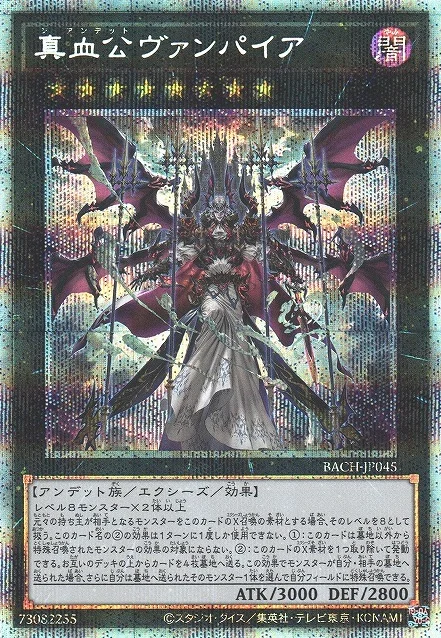 アンデット
真血公ヴァンパイア
闇
BACH-JP045
【アンデット族/エクシーズ/効果】
レベル8モンスター×2体以上
元々の持ち主が相手となるモンスターをこのカードのX召喚の素材とする場合、そのレベルを8として
扱う。このカード名の②の効果は1ターンに1度しか使用できない。①:このカードは墓地以外から
特殊召喚されたモンスターの効果の対象にならない。②:このカードのX素材を1つ取り除いて発動
できる。お互いのデッキの上からカードを4枚墓地へ送る。この効果でモンスターが自分か相手の墓地へ
送られた場合、さらに自分は墓地へ送られたそのモンスター1体を選んで自分フィールドに特殊召喚できる。
ATK/3000 DEF/2800
73082255
©スタジオ・ダイス/集英社・テレビ東京・KONAMI